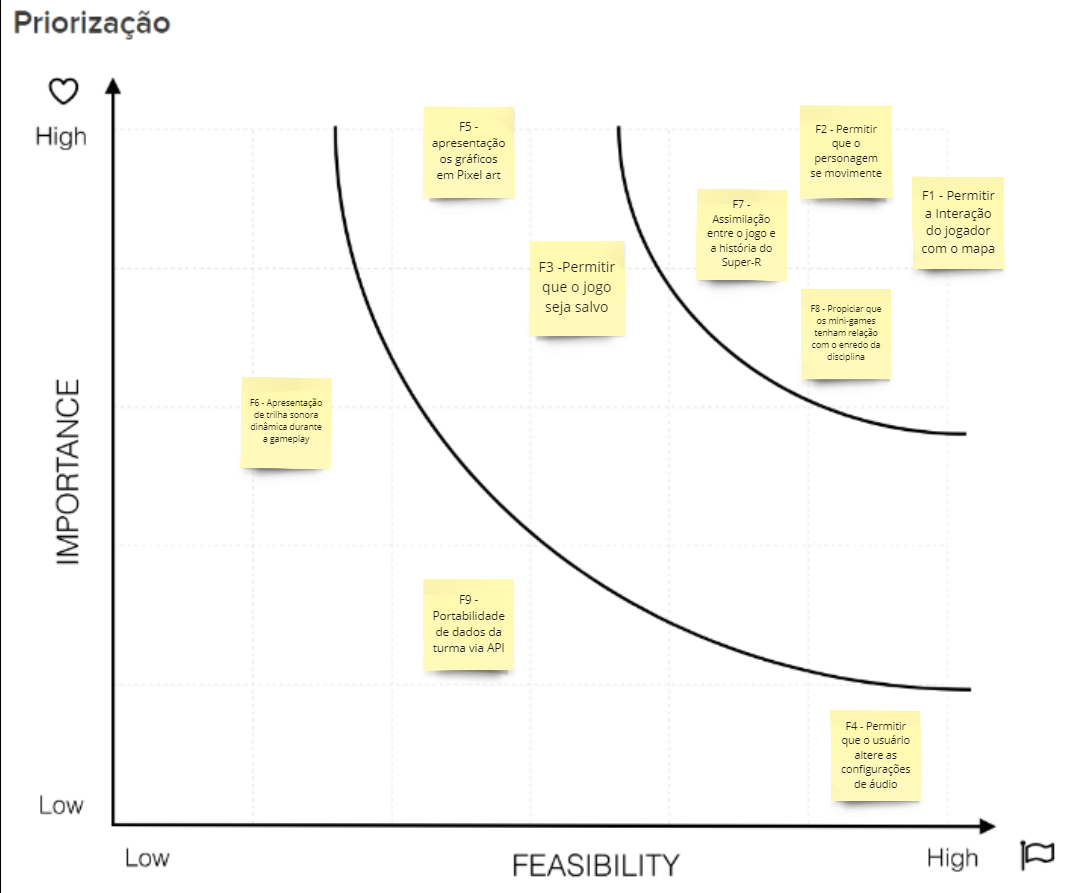 Priorização
High
F5 -
apresentação
os gráficos
em Pixel art
F2 - Permitir
que o
personagem
se movimente
F7 -
Assimilação
entre o jogo e
a história do
Super-R
F1 - Permitir
a Interação
do jogador
com o mapa
F3 -Permitir
que o jogo
seja salvo
F8 - Propiciar que
os mini-games
tenham relação
com o enredo da
disciplina
IMPORTANCE
F6 - Apresentação
de trilha sonora
dinâmica durante
a gameplay
F9 -
Portabilidade
de dados da
turma via API
F4 - Permitir
que o usuário
altere as
configurações
de áudio
Low
Low
FEASIBILITY
High